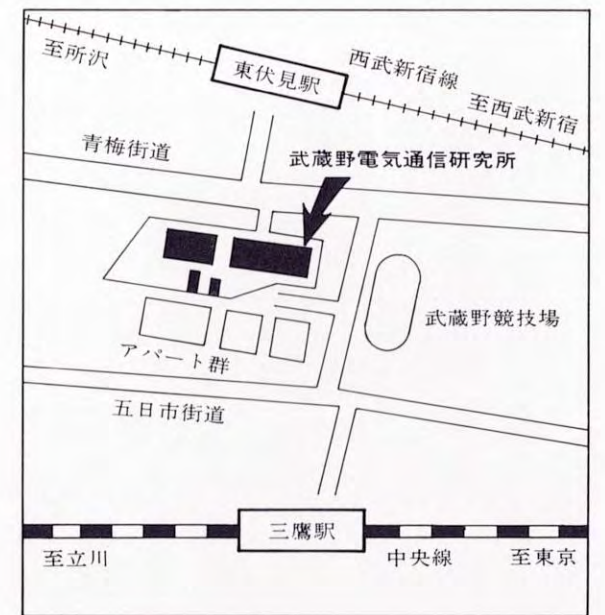 至所沢
東伏見駅
西武新宿線
至西武新宿
青梅街道
武蔵野電気通信研究所
武蔵野競技場
アパート群
五日市街道
三鷹駅
至立川
中央線
至東京